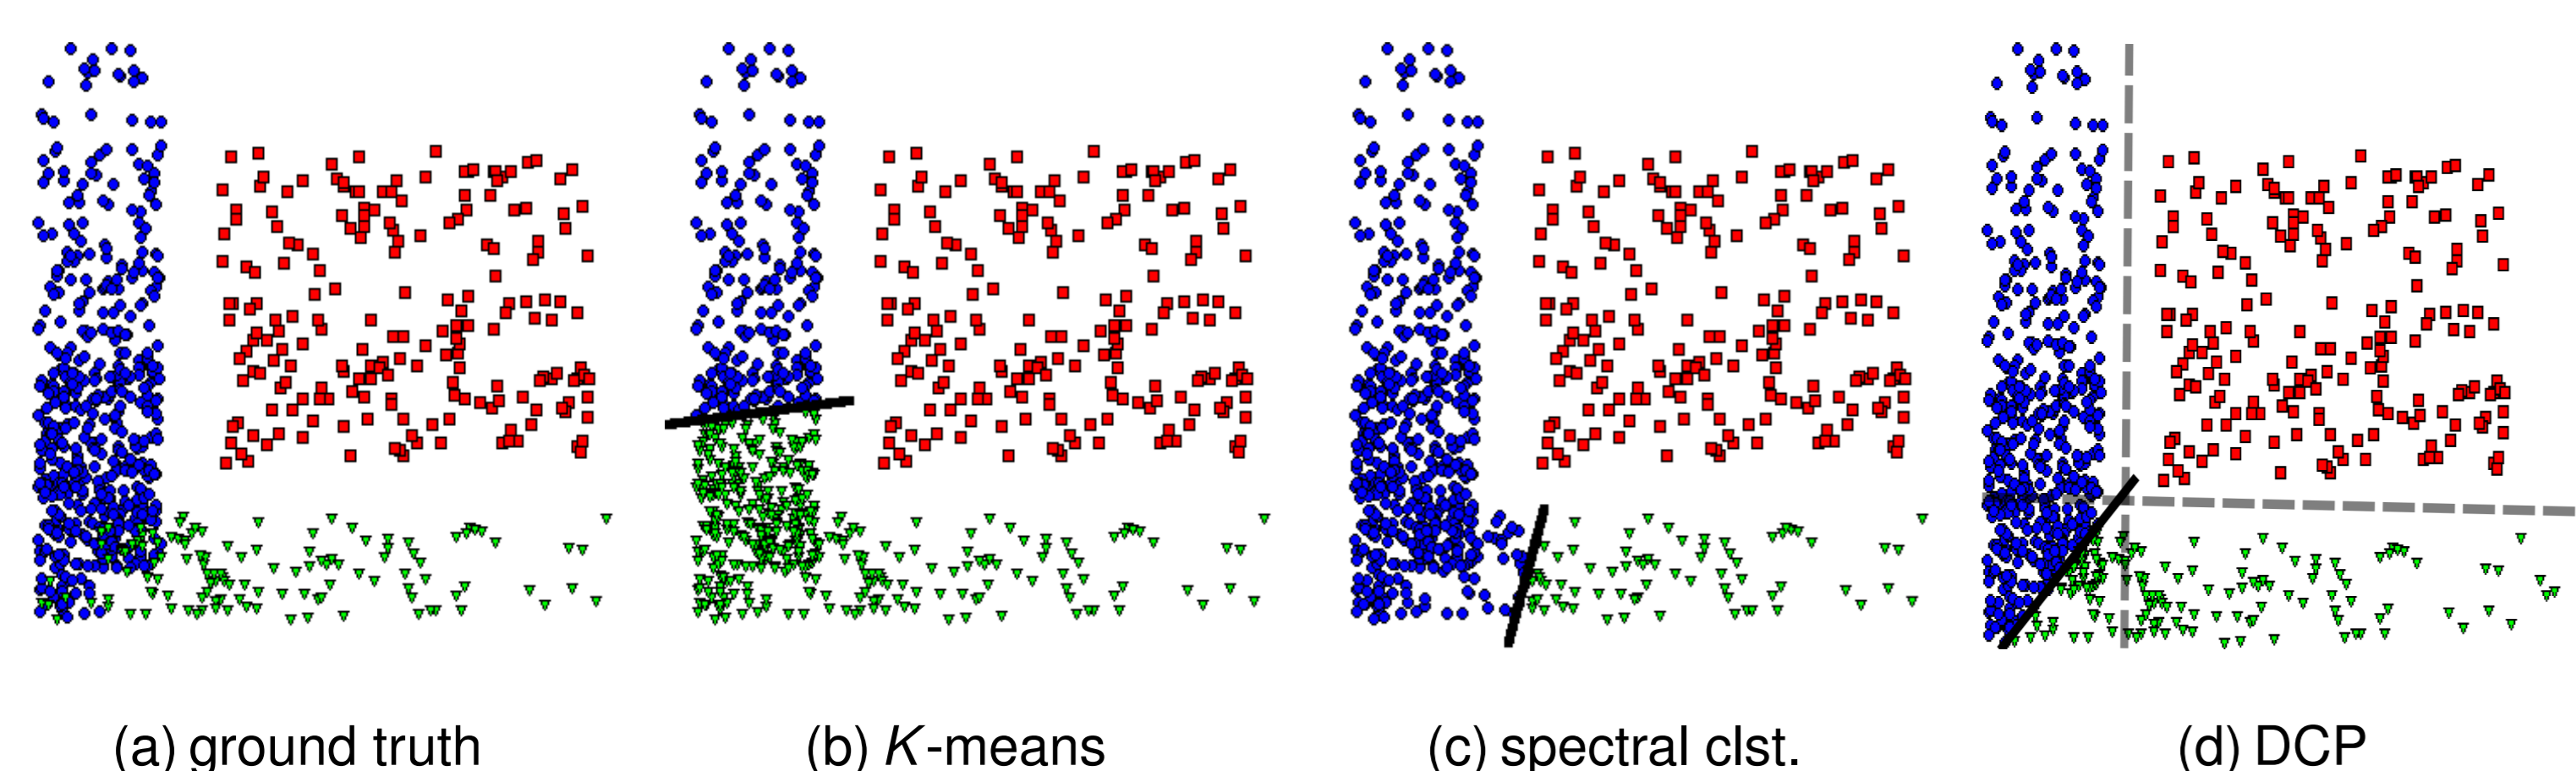 (a) ground truth
(b) K-means
(c) spectral clst.
(d) DCP